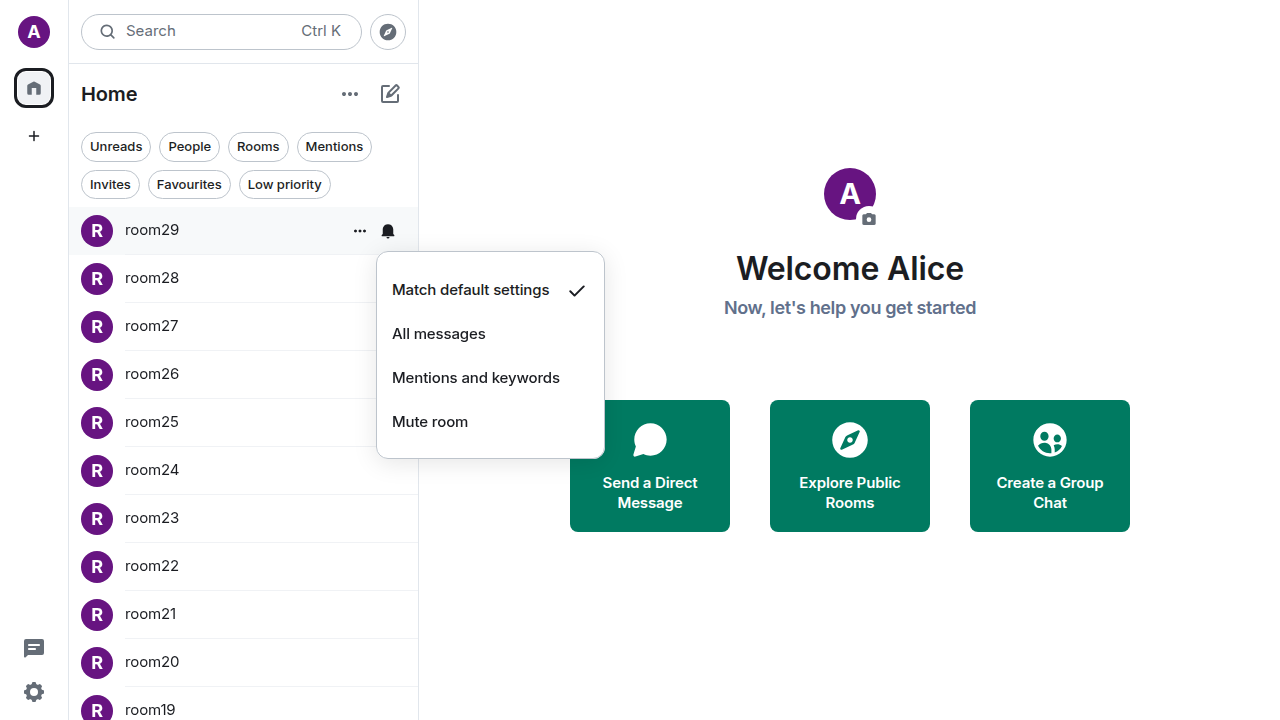 A
Search Ctrl K
Home
Unreads People Rooms Mentions
Invites Favourites Low priority
R room29
R room28
R room27
R room26
R room25
R room24
R room23
R room22
R room21
R room20
R room19
Match default settings
All messages
Mentions and keywords
Mute room
A
Welcome Alice
Now, let's help you get started
Send a Direct
Message
Explore Public
Rooms
Create a Group
Chat